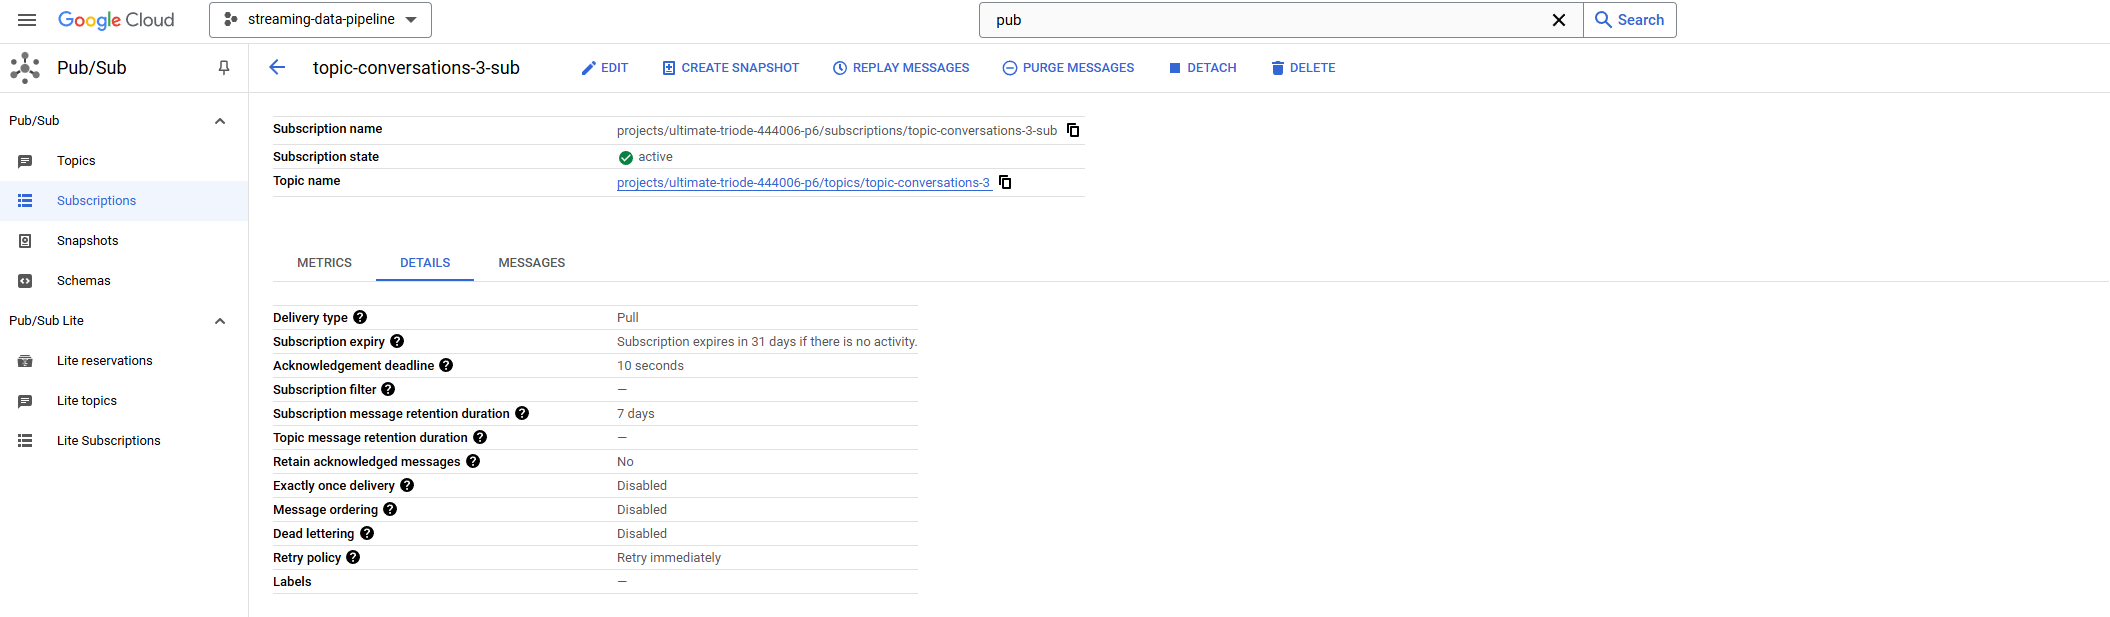 Google Cloud streaming-data-pipeline pub Search
Pub/Sub topic-conversations-3-sub EDIT CREATE SNAPSHOT REPLAY MESSAGES PURGE MESSAGES DETACH DELETE
Pub/Sub
Topics
Subscriptions
Snapshots
Schemas
Pub/Sub Lite
Lite reservations
Lite topics
Lite Subscriptions
Subscription name projects/ultimate-triode-444006-p6/subscriptions/topic-conversations-3-sub
Subscription state active
Topic name projects/ultimate-triode-444006-p6/topics/topic-conversations-3
METRICS DETAILS MESSAGES
Delivery type Pull
Subscription expiry Subscription expires in 31 days if there is no activity.
Acknowledgement deadline 10 seconds
Subscription filter —
Subscription message retention duration 7 days
Topic message retention duration —
Retain acknowledged messages No
Exactly once delivery Disabled
Message ordering Disabled
Dead lettering Disabled
Retry policy Retry immediately
Labels —